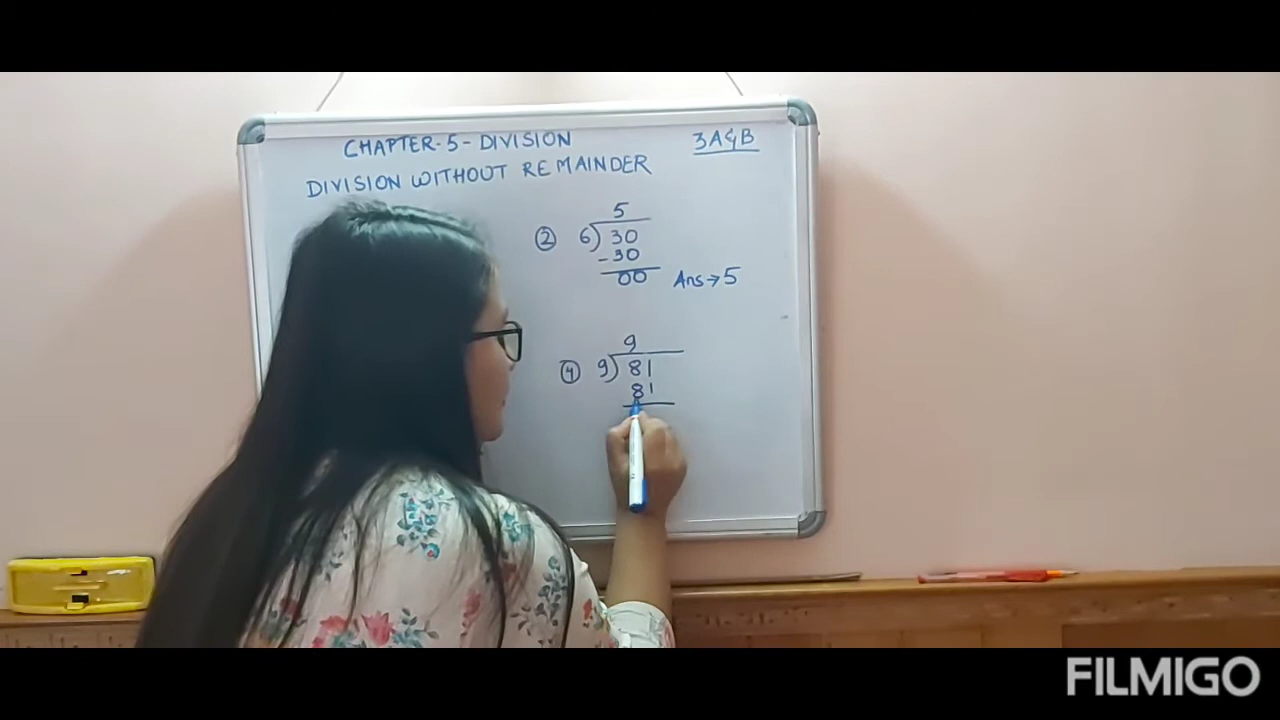 CHAPTER-5-DIVISION
3A&B
DIVISION WITHOUT REMAINDER
5
② 6)30
-30
00
Ans→5
9
④ 9)81
81
FILMIGO